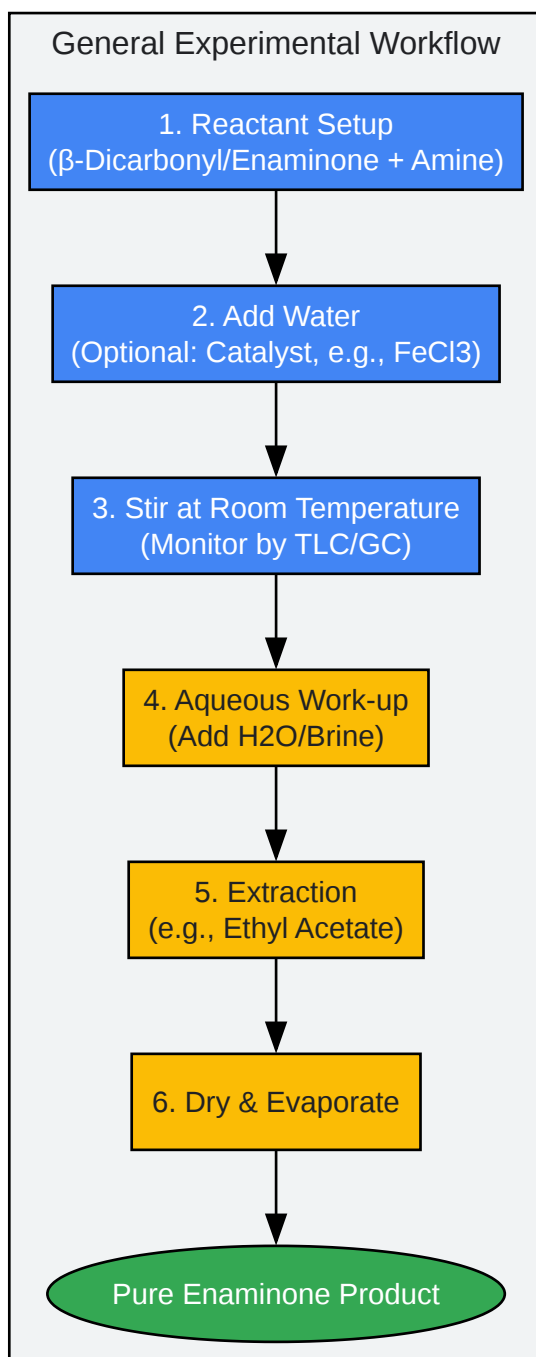 General Experimental Workflow
1. Reactant Setup
(β-Dicarbonyl/Enaminone + Amine)
2. Add Water
(Optional: Catalyst, e.g., FeCl3)
3. Stir at Room Temperature
(Monitor by TLC/GC)
4. Aqueous Work-up
(Add H2O/Brine)
5. Extraction
(e.g., Ethyl Acetate)
6. Dry & Evaporate
Pure Enaminone Product